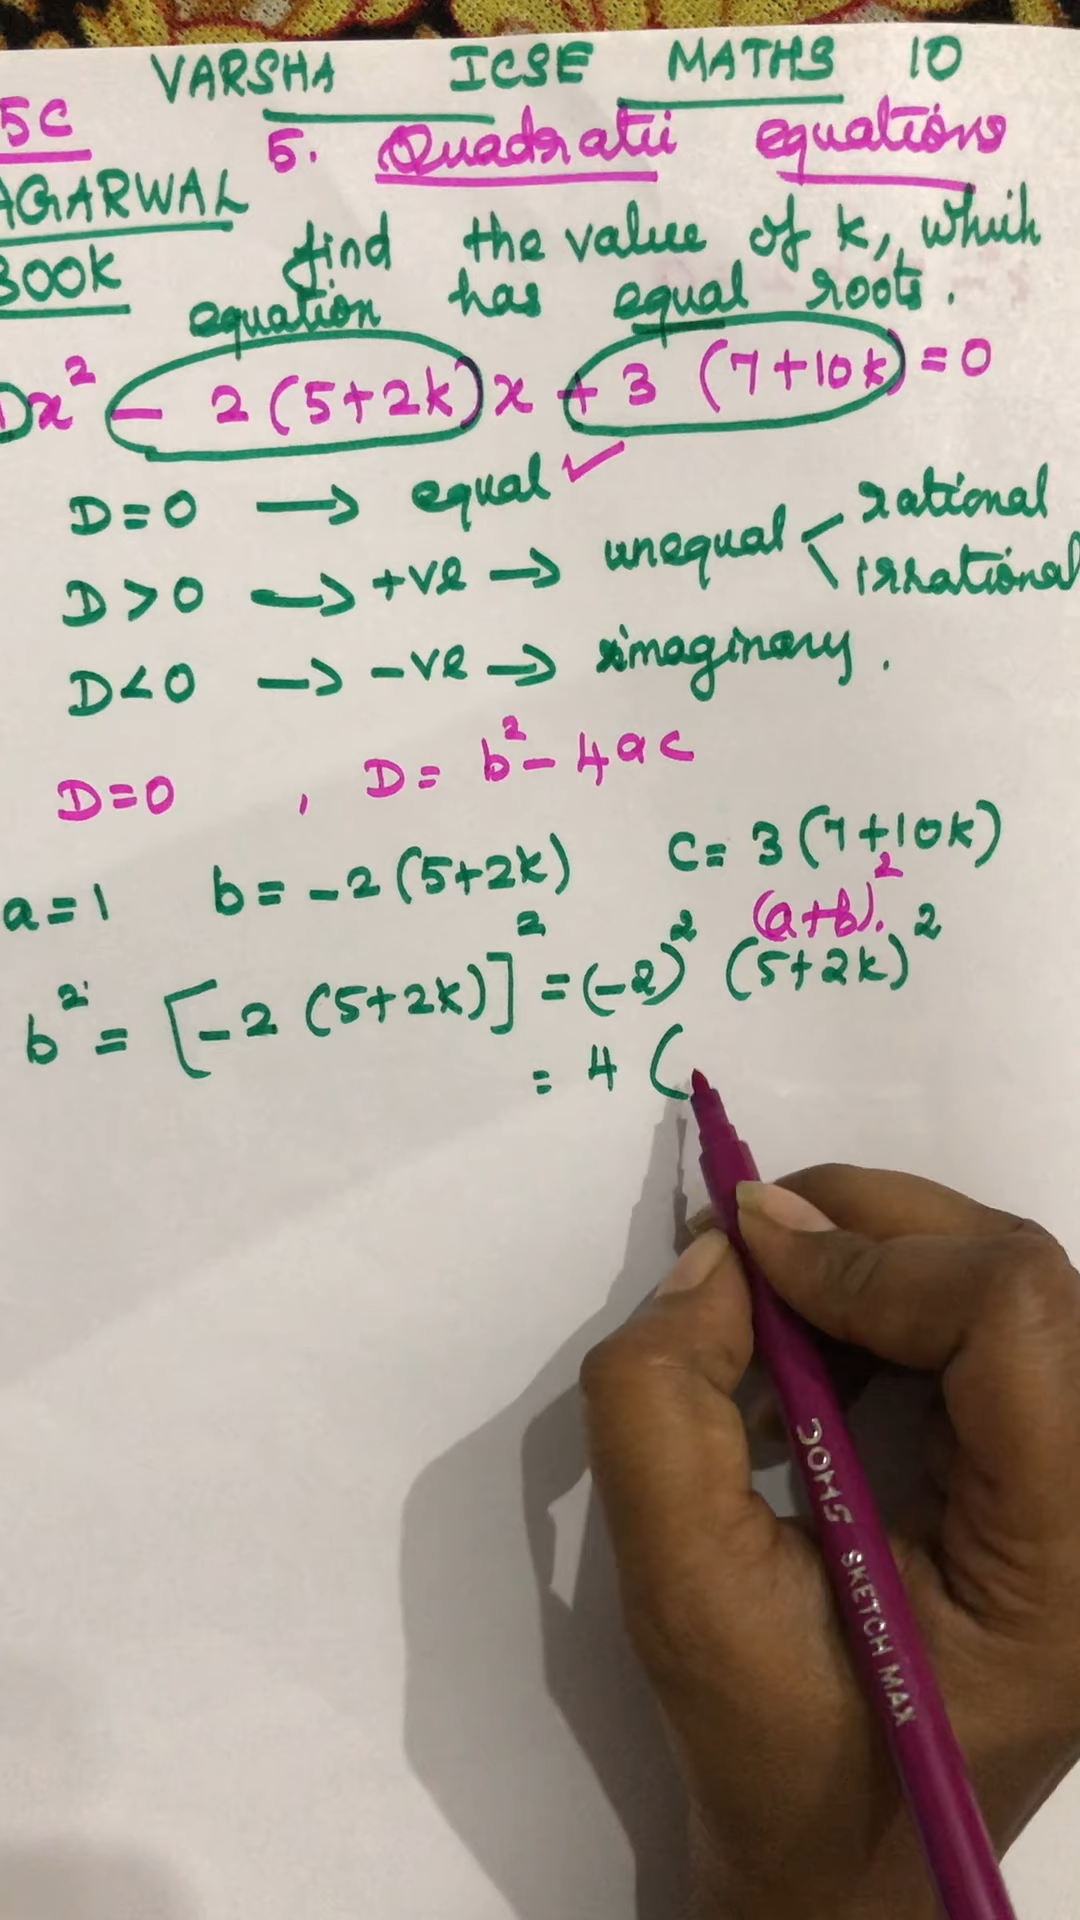 VARSHA ICSE MATHS 10
5C
5. Quadratic equations
AGARWAL
BOOK
find the value of k, which
equation has equal roots.
x² - 2(5+2k)x + 3(7+10k) = 0
D=0 → equal ✓
D>0 → +ve → unequal < rational
irrational
D<0 → -ve → imaginary.
D=0 , D= b²-4ac
a=1 b= -2(5+2k) c= 3(7+10k)
(a+b)².
b² = [-2(5+2k)]² = (-2)² (5+2k)²
= 4 (
DOMS SKETCH MAX